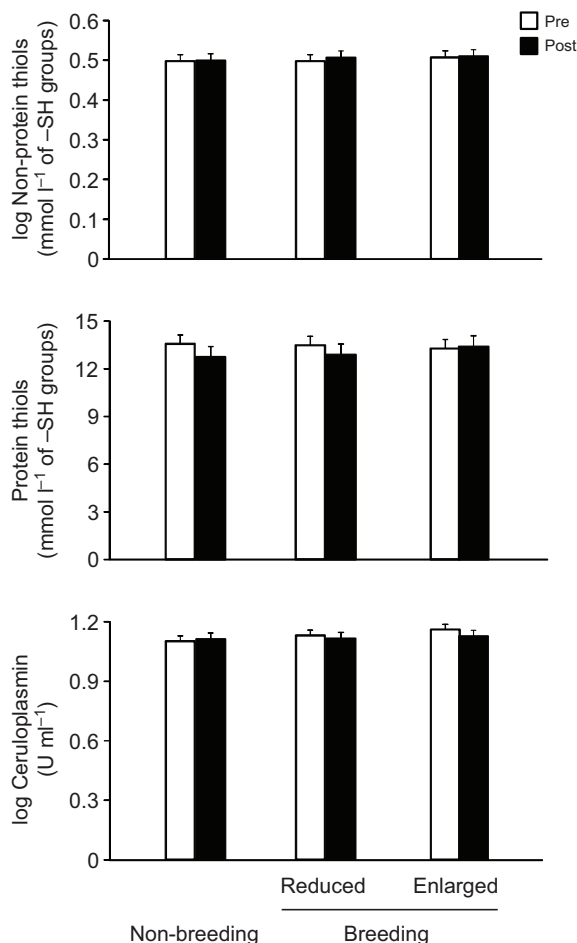 Pre
Post
log Non-protein thiols
(mmol l⁻¹ of –SH groups)
0.6
0.5
0.4
0.3
0.2
0.1
0
Protein thiols
(mmol l⁻¹ of –SH groups)
15
12
9
6
3
0
log Ceruloplasmin
(U ml⁻¹)
1.2
0.9
0.6
0.3
0
Reduced Enlarged
Non-breeding Breeding